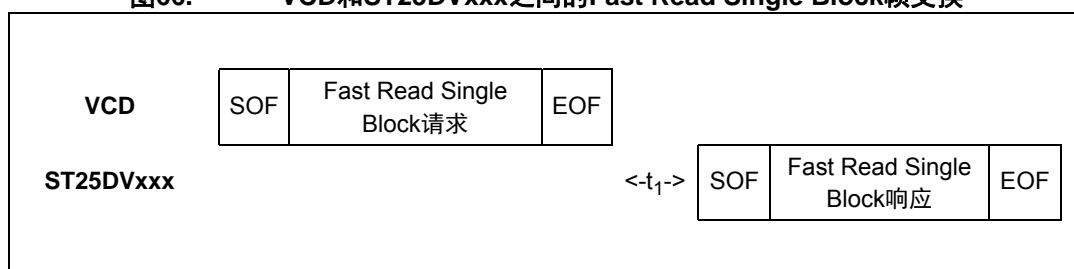 图66. VCD和ST25DVxxx之间的Fast Read Single Block帧交换
VCD
SOF
Fast Read Single
Block请求
EOF
ST25DVxxx
<-t1->
SOF
Fast Read Single
Block响应
EOF